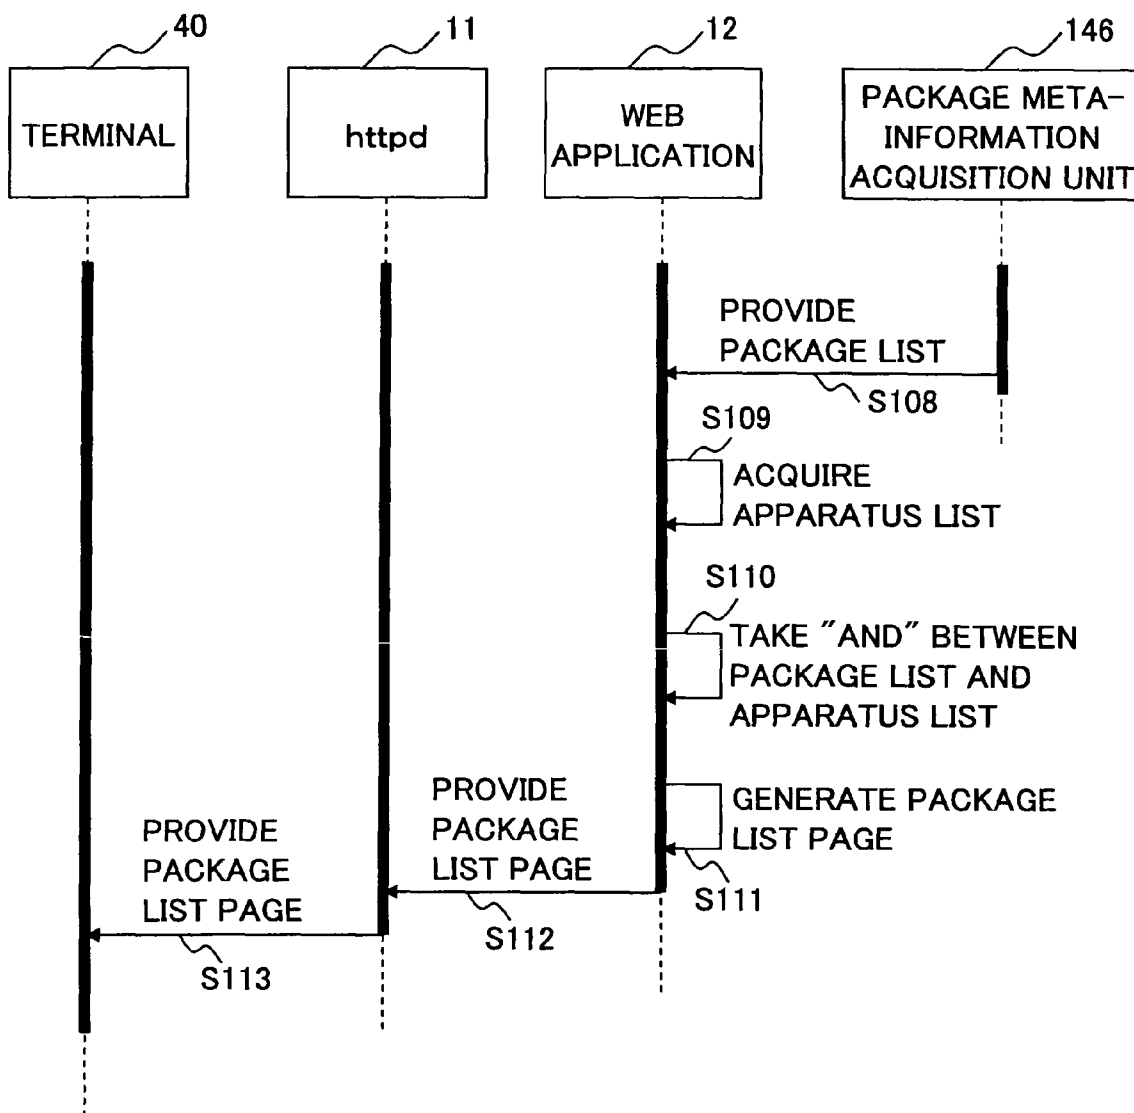 40
11
12
146
TERMINAL
httpd
WEB
APPLICATION
PACKAGE META-
INFORMATION
ACQUISITION UNIT
PROVIDE
PACKAGE LIST
S108
S109
ACQUIRE
APPARATUS LIST
S110
TAKE "AND" BETWEEN
PACKAGE LIST AND
APPARATUS LIST
GENERATE PACKAGE
LIST PAGE
S111
PROVIDE
PACKAGE
LIST PAGE
S112
PROVIDE
PACKAGE
LIST PAGE
S113